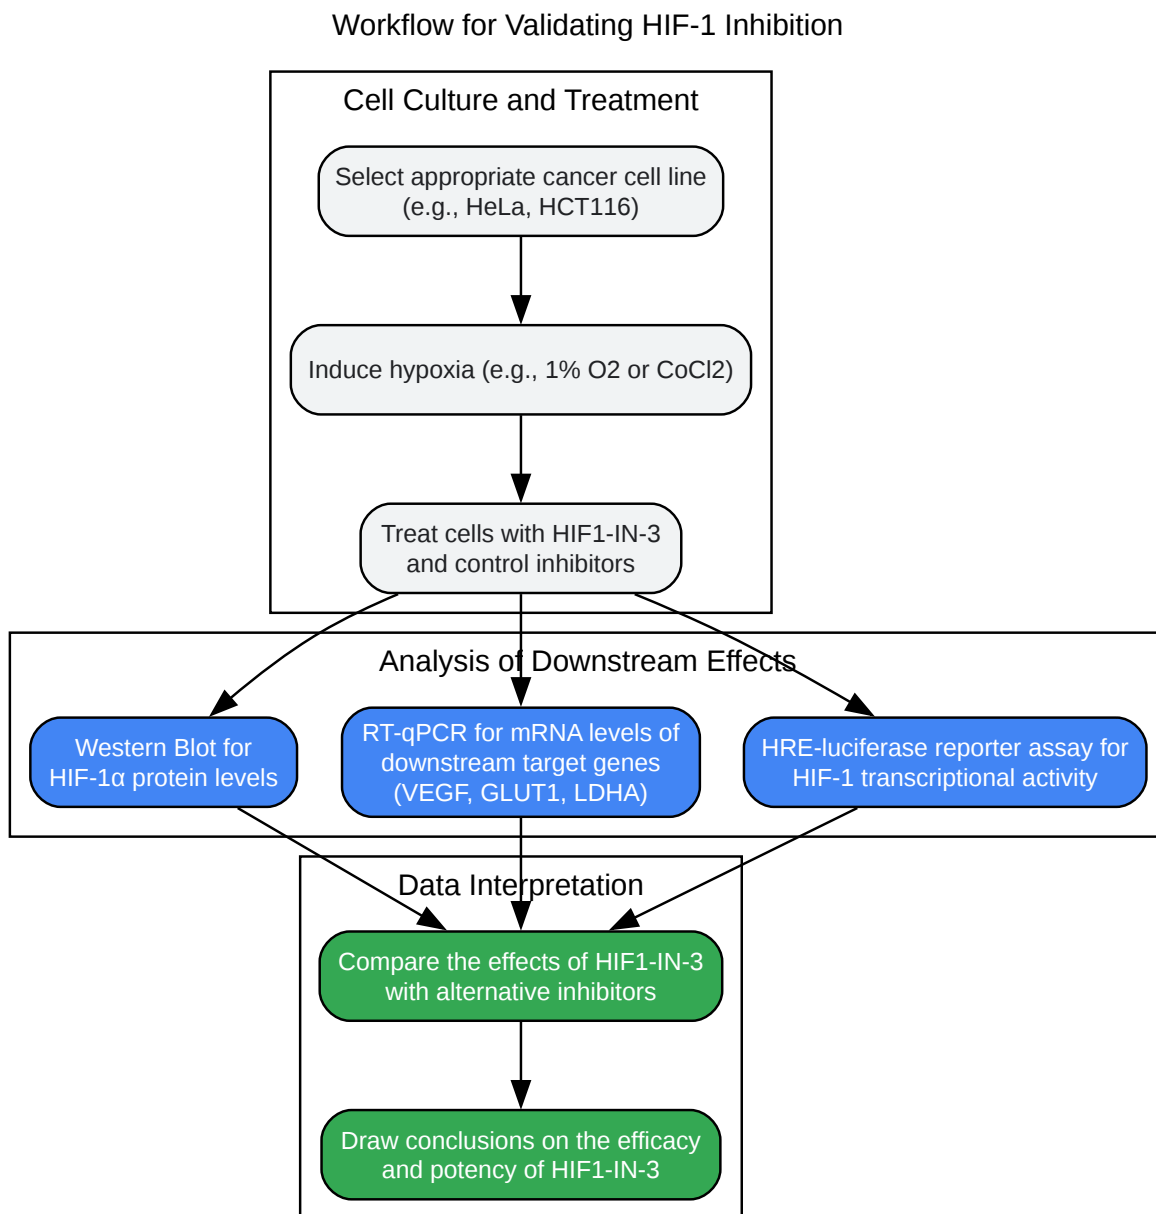 Workflow for Validating HIF-1 Inhibition
Cell Culture and Treatment
Select appropriate cancer cell line
(e.g., HeLa, HCT116)
Induce hypoxia (e.g., 1% O2 or CoCl2)
Treat cells with HIF1-IN-3
and control inhibitors
Analysis of Downstream Effects
Western Blot for
HIF-1α protein levels
RT-qPCR for mRNA levels of
downstream target genes
(VEGF, GLUT1, LDHA)
HRE-luciferase reporter assay for
HIF-1 transcriptional activity
Data Interpretation
Compare the effects of HIF1-IN-3
with alternative inhibitors
Draw conclusions on the efficacy
and potency of HIF1-IN-3